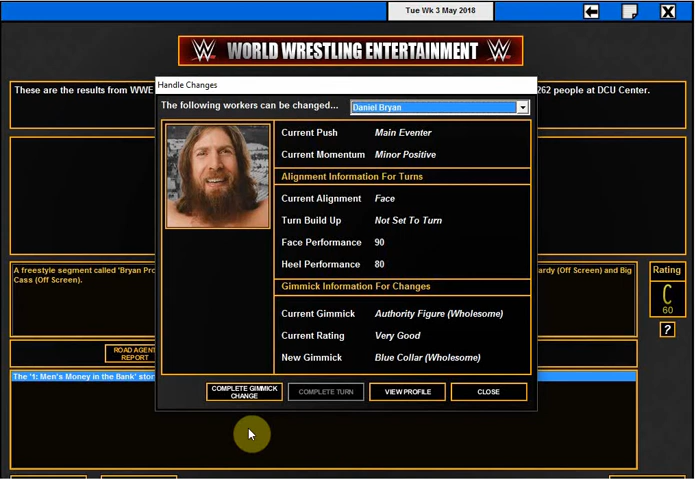 Tue Wk 3 May 2018
WORLD WRESTLING ENTERTAINMENT
These are the results from WWE
262 people at DCU Center.
Handle Changes
The following workers can be changed...
Daniel Bryan
Current Push Main Eventer
Current Momentum Minor Positive
Alignment Information For Turns
Current Alignment Face
Turn Build Up Not Set To Turn
Face Performance 90
Heel Performance 80
Gimmick Information For Changes
Current Gimmick Authority Figure (Wholesome)
Current Rating Very Good
New Gimmick Blue Collar (Wholesome)
COMPLETE GIMMICK
CHANGE
COMPLETE TURN
VIEW PROFILE
CLOSE
A freestyle segment called 'Bryan Pro
ardy (Off Screen) and Big
Cass (Off Screen).
Rating
C
60
?
ROAD AGENT
REPORT
The '1: Men's Money in the Bank' stor